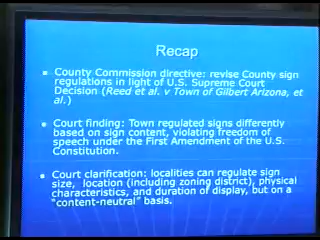 Recap
County Commission directive: revise County sign
regulations in light of U.S. Supreme Court
Decision (Reed et al. v Town of Gilbert Arizona, et
al.)
Court finding: Town regulated signs differently
based on sign content, violating freedom of
speech under the First Amendment of the U.S.
Constitution.
Court clarification: localities can regulate sign
size, location (including zoning district), physical
characteristics, and duration of display, but on a
"content-neutral" basis.